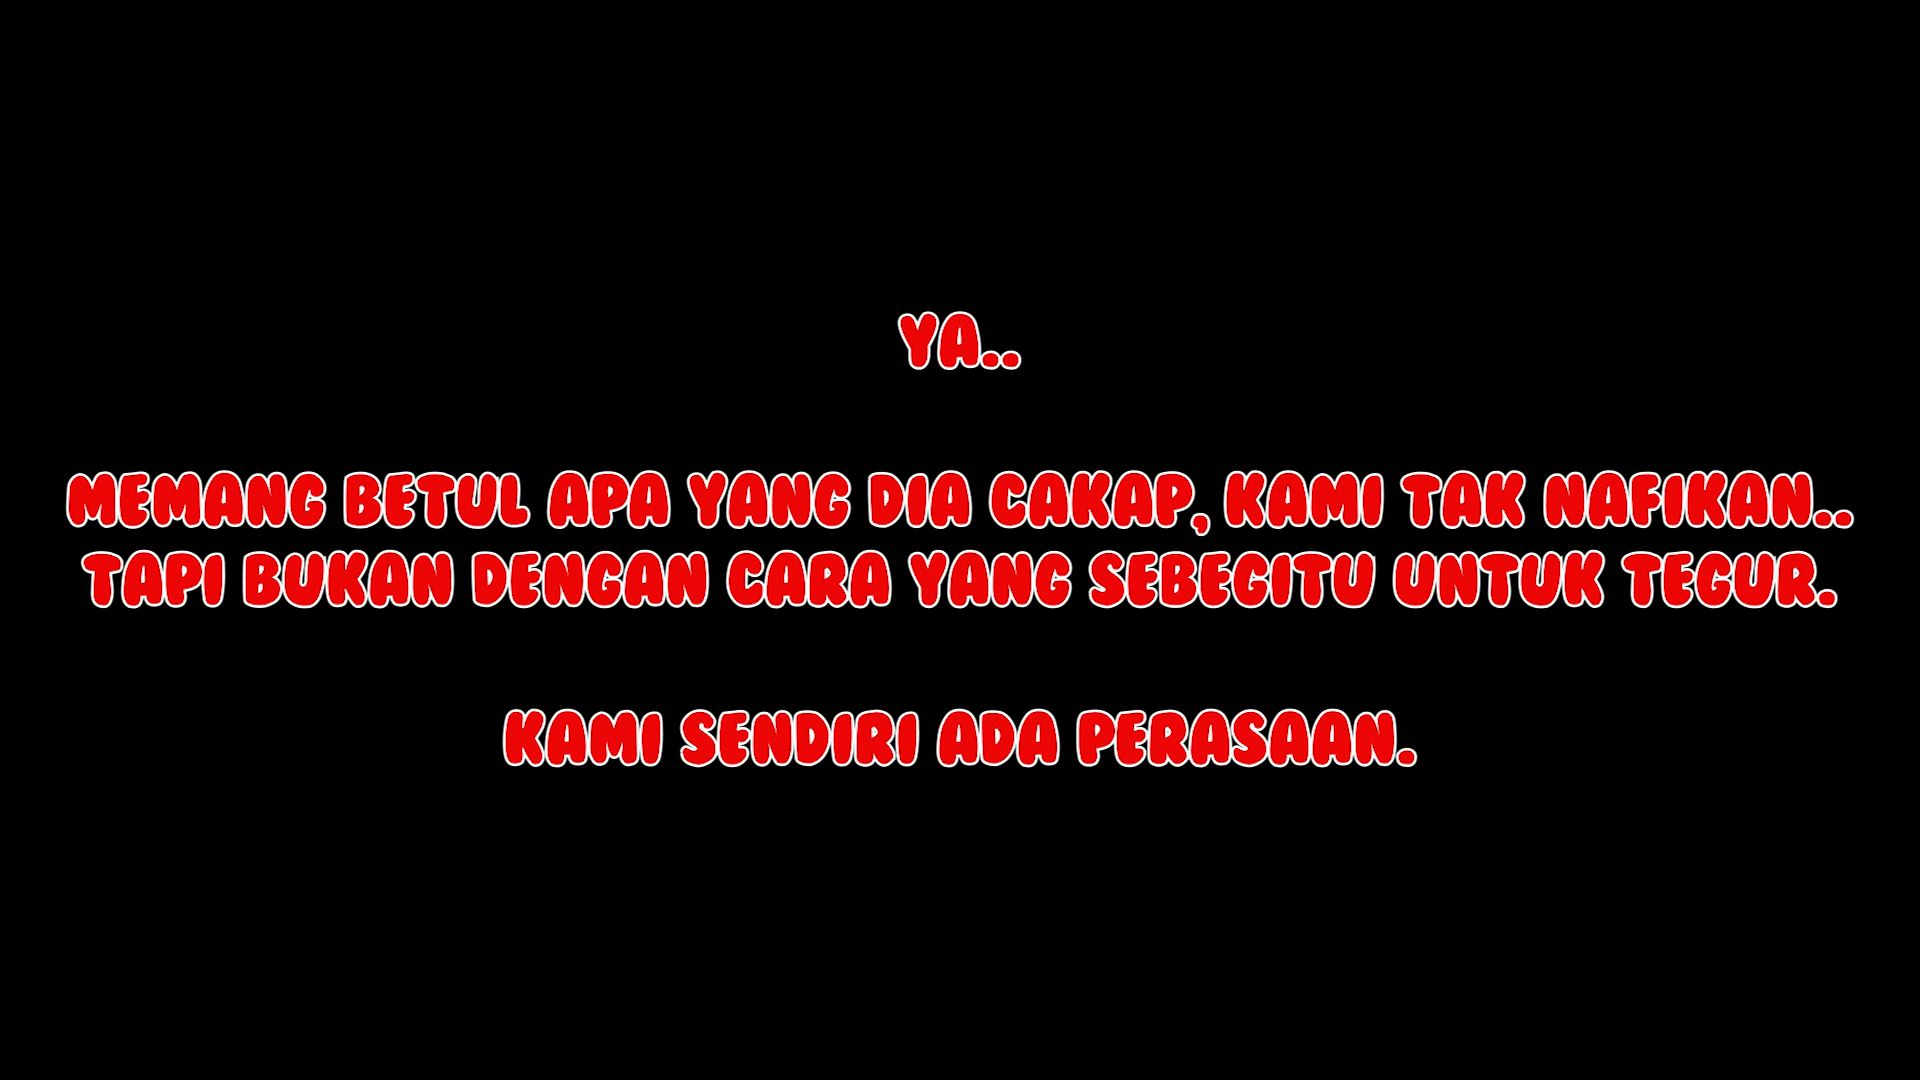 YA..
MEMANG BETUL APA YANG DIA CAKAP, KAMI TAK NAFIKAN..
TAPI BUKAN DENGAN CARA YANG SEBEGITU UNTUK TEGUR.
KAMI SENDIRI ADA PERASAAN.